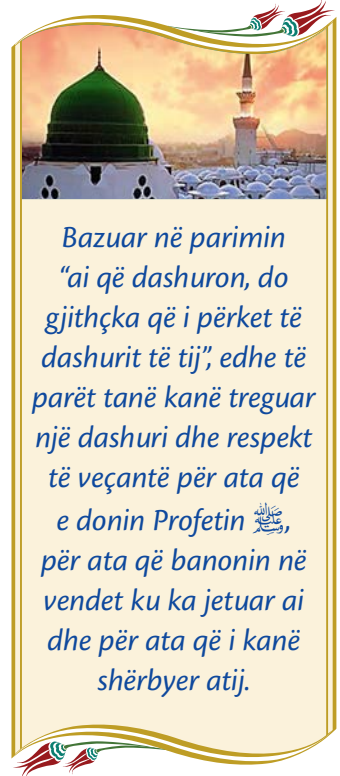 Bazuar në parimin
“ai që dashuron, do
gjithçka që i përket të
dashurit të tij”, edhe të
parët tanë kanë treguar
një dashuri dhe respekt
të veçantë për ata që
e donin Profetin ﷺ,
për ata që banonin në
vendet ku ka jetuar ai
dhe për ata që i kanë
shërbyer atij.